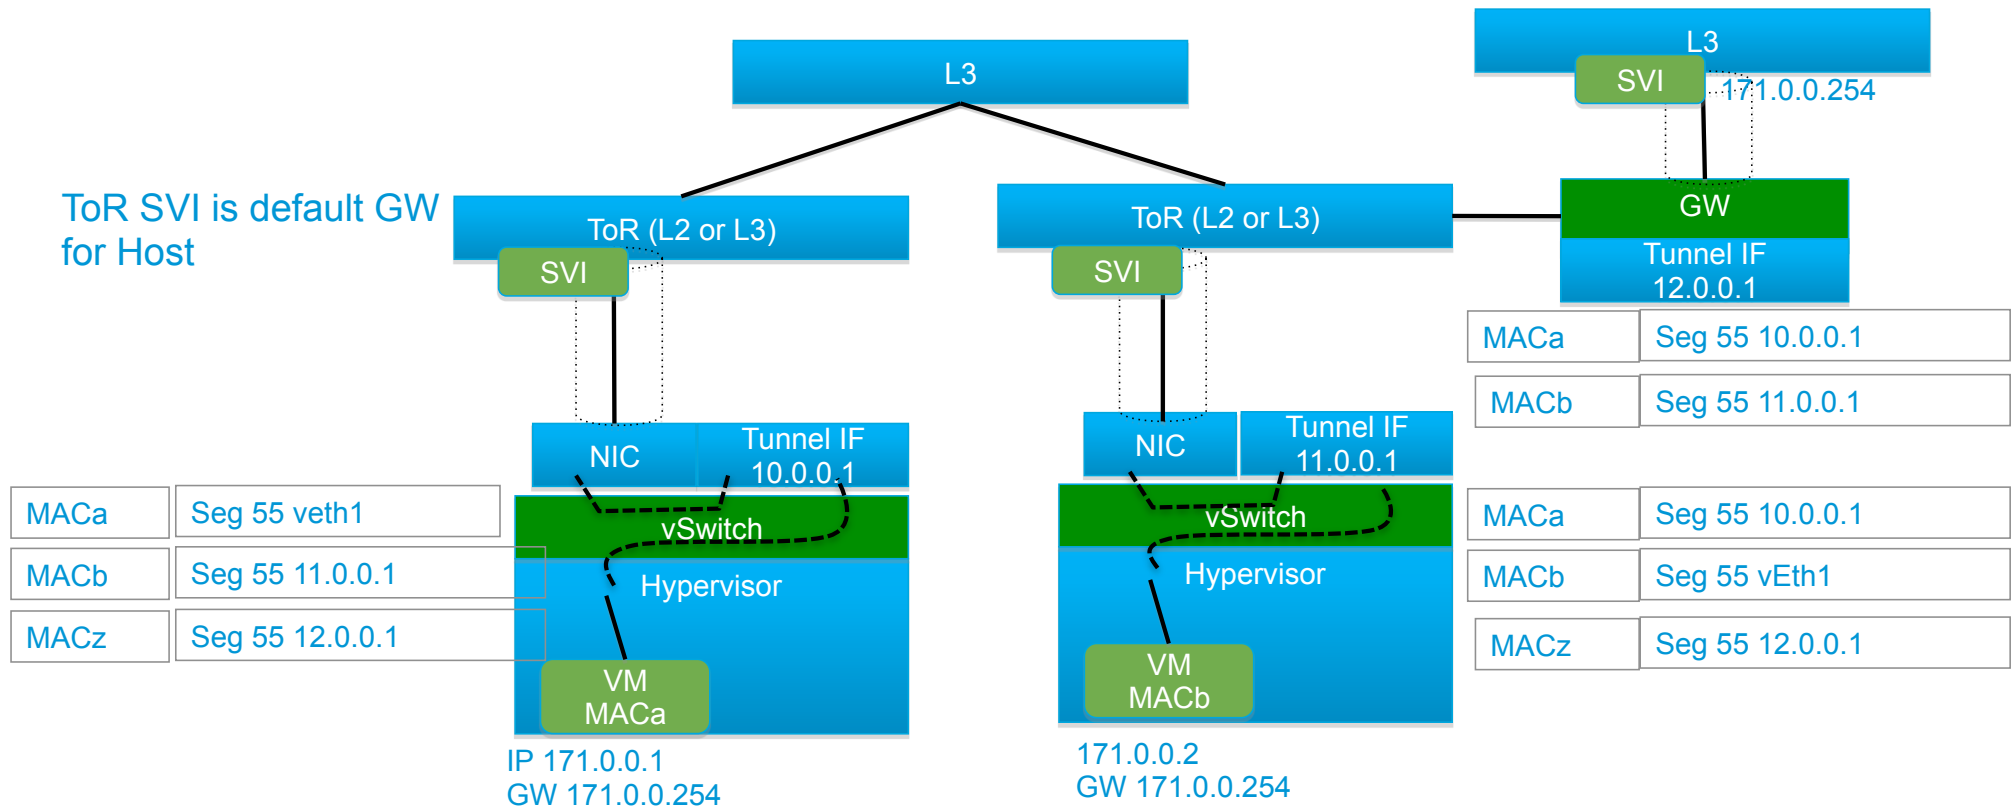 L3
L3
SVI
171.0.0.254
ToR SVI is default GW
for Host
ToR (L2 or L3)
SVI
ToR (L2 or L3)
SVI
GW
Tunnel IF
12.0.0.1
MACa
Seg 55 10.0.0.1
MACb
Seg 55 11.0.0.1
NIC
Tunnel IF
10.0.0.1
NIC
Tunnel IF
11.0.0.1
MACa
Seg 55 veth1
MACb
Seg 55 11.0.0.1
MACz
Seg 55 12.0.0.1
vSwitch
Hypervisor
VM
MACa
IP 171.0.0.1
GW 171.0.0.254
vSwitch
Hypervisor
VM
MACb
171.0.0.2
GW 171.0.0.254
MACa
Seg 55 10.0.0.1
MACb
Seg 55 vEth1
MACz
Seg 55 12.0.0.1